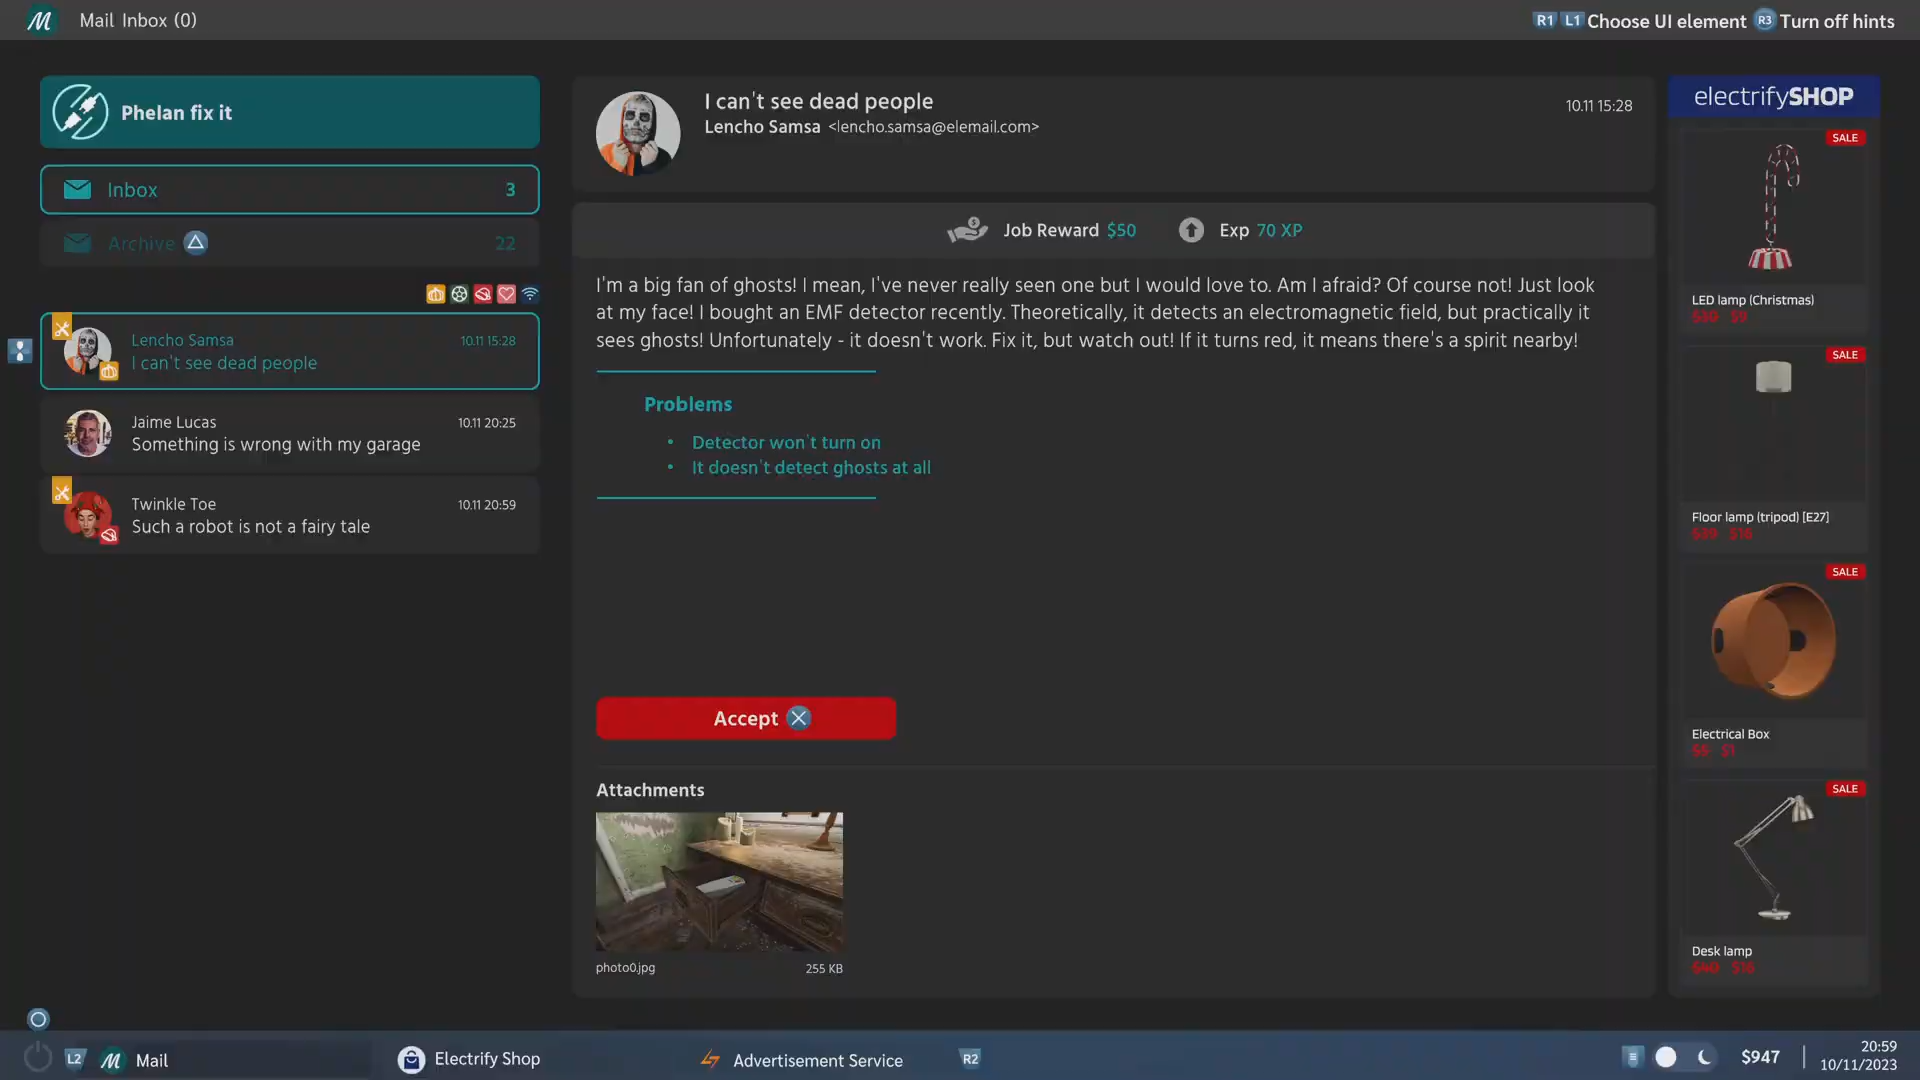 Mail Inbox (0)
R1 L1 Choose UI element R3 Turn off hints
Phelan fix it
Inbox 3
Archive 22
Lencho Samsa 10.11 15:28
I can't see dead people
Jaime Lucas 10.11 20:25
Something is wrong with my garage
Twinkle Toe 10.11 20:59
Such a robot is not a fairy tale
I can't see dead people 10.11 15:28
Lencho Samsa <lencho.samsa@elemail.com>
Job Reward $50 Exp 70 XP
I'm a big fan of ghosts! I mean, I've never really seen one but I would love to. Am I afraid? Of course not! Just look
at my face! I bought an EMF detector recently. Theoretically, it detects an electromagnetic field, but practically it
sees ghosts! Unfortunately - it doesn't work. Fix it, but watch out! If it turns red, it means there's a spirit nearby!
Problems
• Detector won't turn on
• It doesn't detect ghosts at all
Accept
Attachments
photo0.jpg 255 KB
electrifySHOP
SALE
LED lamp (Christmas)
$9
SALE
Floor lamp (tripod) [E27]
$39 $16
SALE
Electrical Box
$1
SALE
Desk lamp
$40 $16
L2 Mail
Electrify Shop
Advertisement Service
R2
$947
20:59
10/11/2023